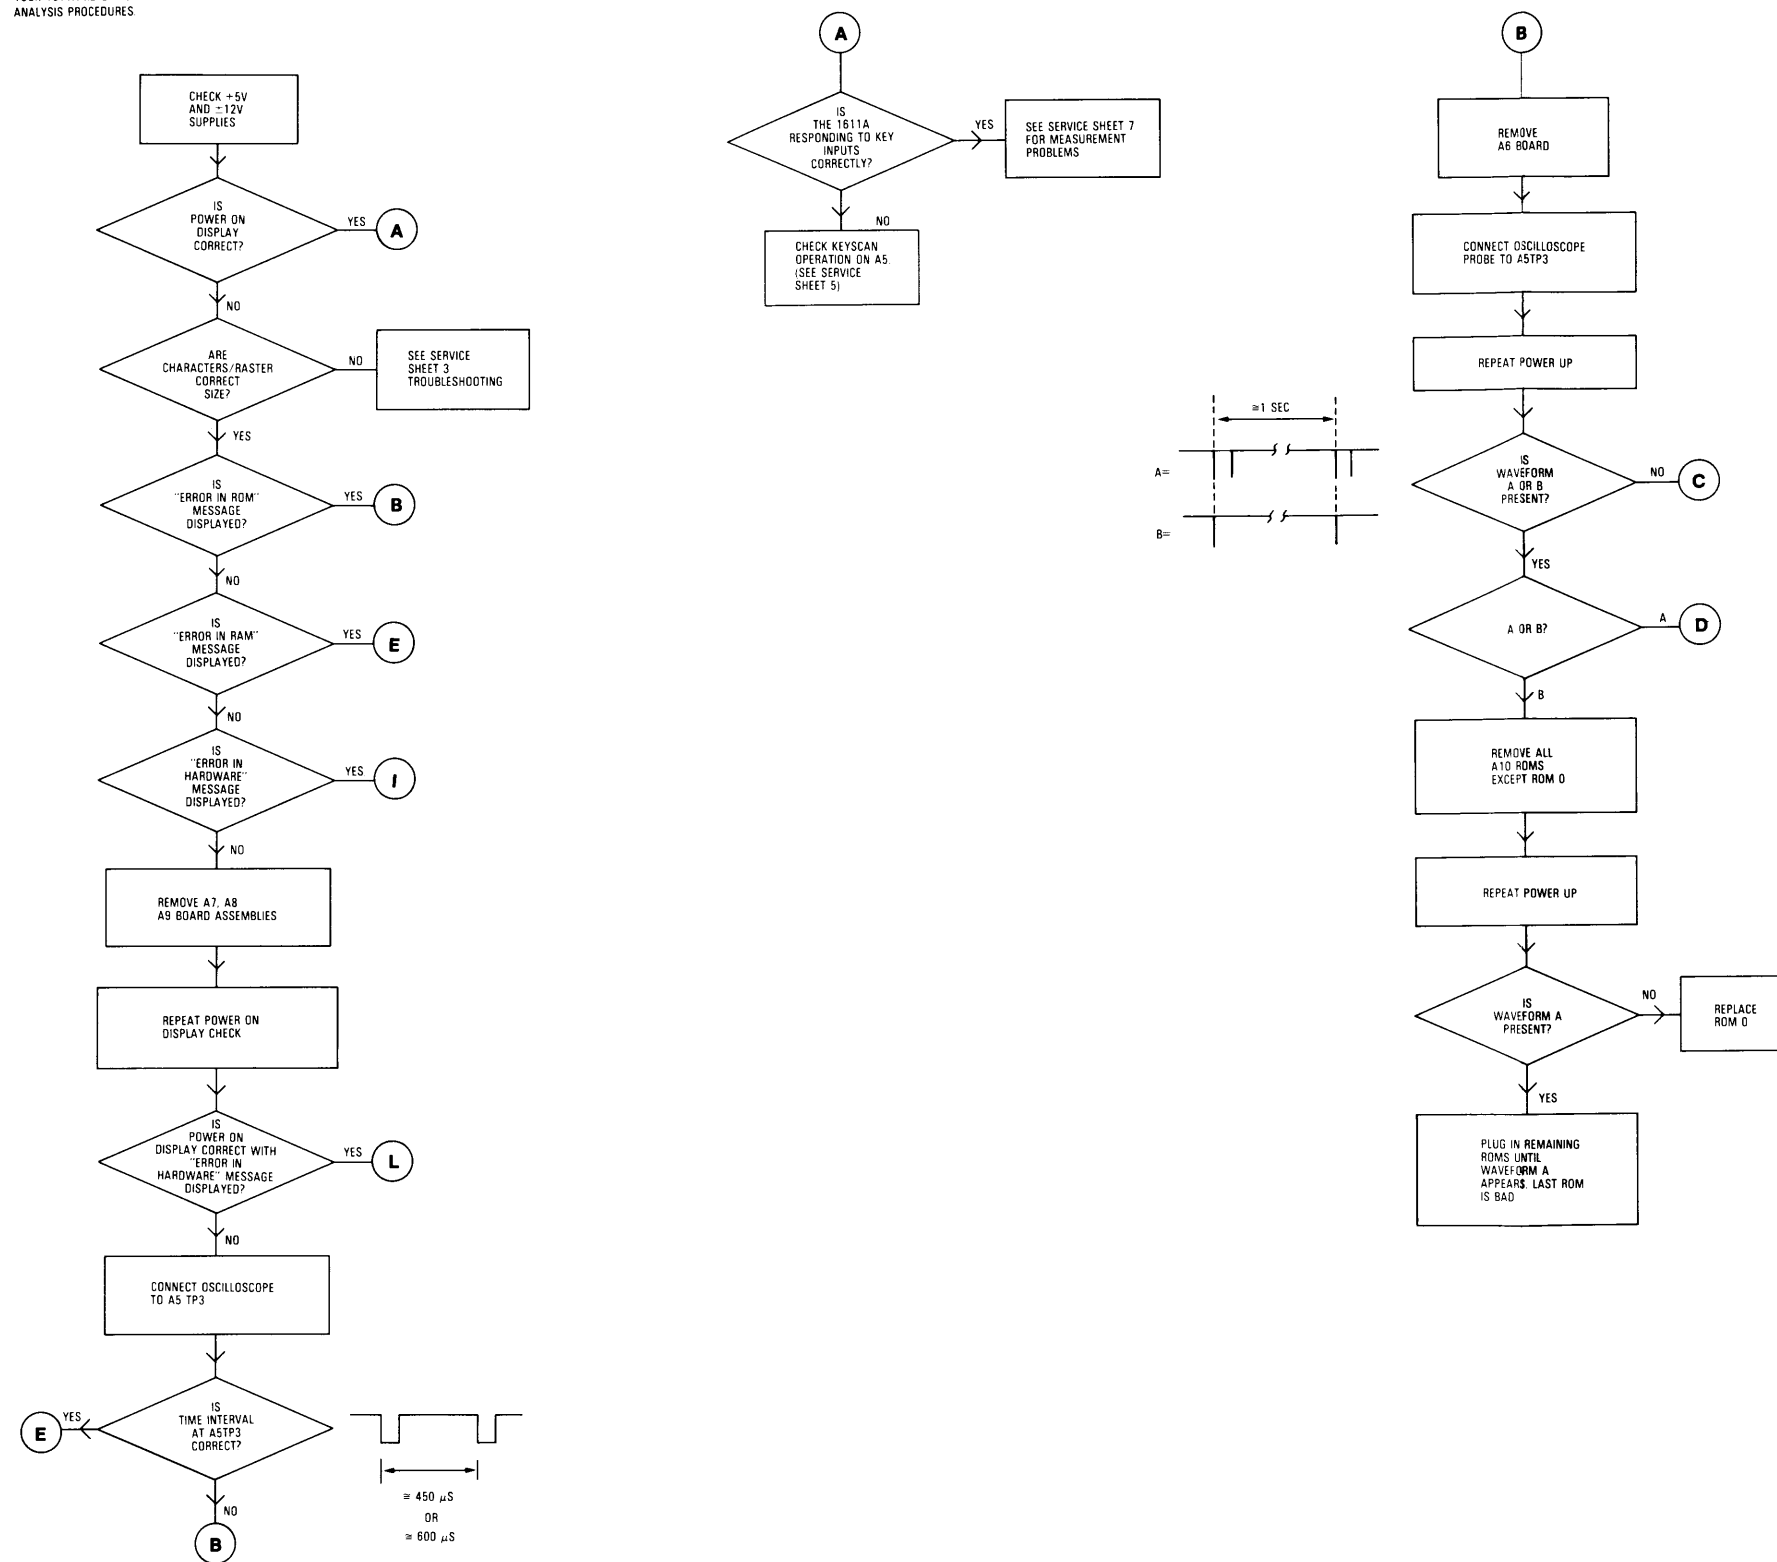 ANALYSIS PROCEDURES.
CHECK +5V
AND ±12V
SUPPLIES
IS
POWER ON
DISPLAY
CORRECT?
YES
A
NO
ARE
CHARACTERS/RASTER
CORRECT
SIZE?
NO
SEE SERVICE
SHEET 3
TROUBLESHOOTING
YES
IS
"ERROR IN ROM"
MESSAGE
DISPLAYED?
YES
B
NO
IS
"ERROR IN RAM"
MESSAGE
DISPLAYED?
YES
E
NO
IS
"ERROR IN
HARDWARE"
MESSAGE
DISPLAYED?
YES
I
NO
REMOVE A7, A8
A9 BOARD ASSEMBLIES
REPEAT POWER ON
DISPLAY CHECK
IS
POWER ON
DISPLAY CORRECT WITH
"ERROR IN
HARDWARE" MESSAGE
DISPLAYED?
YES
L
NO
CONNECT OSCILLOSCOPE
TO A5 TP3
IS
TIME INTERVAL
AT A5TP3
CORRECT?
YES
E
≅ 450 µS
OR
≅ 600 µS
NO
B
A
IS
THE 1611A
RESPONDING TO KEY
INPUTS
CORRECTLY?
YES
SEE SERVICE SHEET 7
FOR MEASUREMENT
PROBLEMS
NO
CHECK KEYSCAN
OPERATION ON A5.
(SEE SERVICE
SHEET 5)
B
REMOVE
A6 BOARD
CONNECT OSCILLOSCOPE
PROBE TO A5TP3
REPEAT POWER UP
≅1 SEC
A=
B=
IS
WAVEFORM
A OR B
PRESENT?
NO
C
YES
A OR B?
A
D
B
REMOVE ALL
A10 ROMS
EXCEPT ROM 0
REPEAT POWER UP
IS
WAVEFORM A
PRESENT?
NO
REPLACE
ROM 0
YES
PLUG IN REMAINING
ROMS UNTIL
WAVEFORM A
APPEARS. LAST ROM
IS BAD